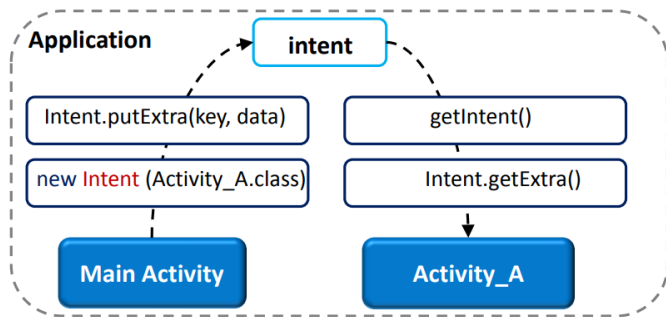 Application
intent
Intent.putExtra(key, data)
getIntent()
new Intent (Activity_A.class)
Intent.getExtra()
Main Activity
Activity_A